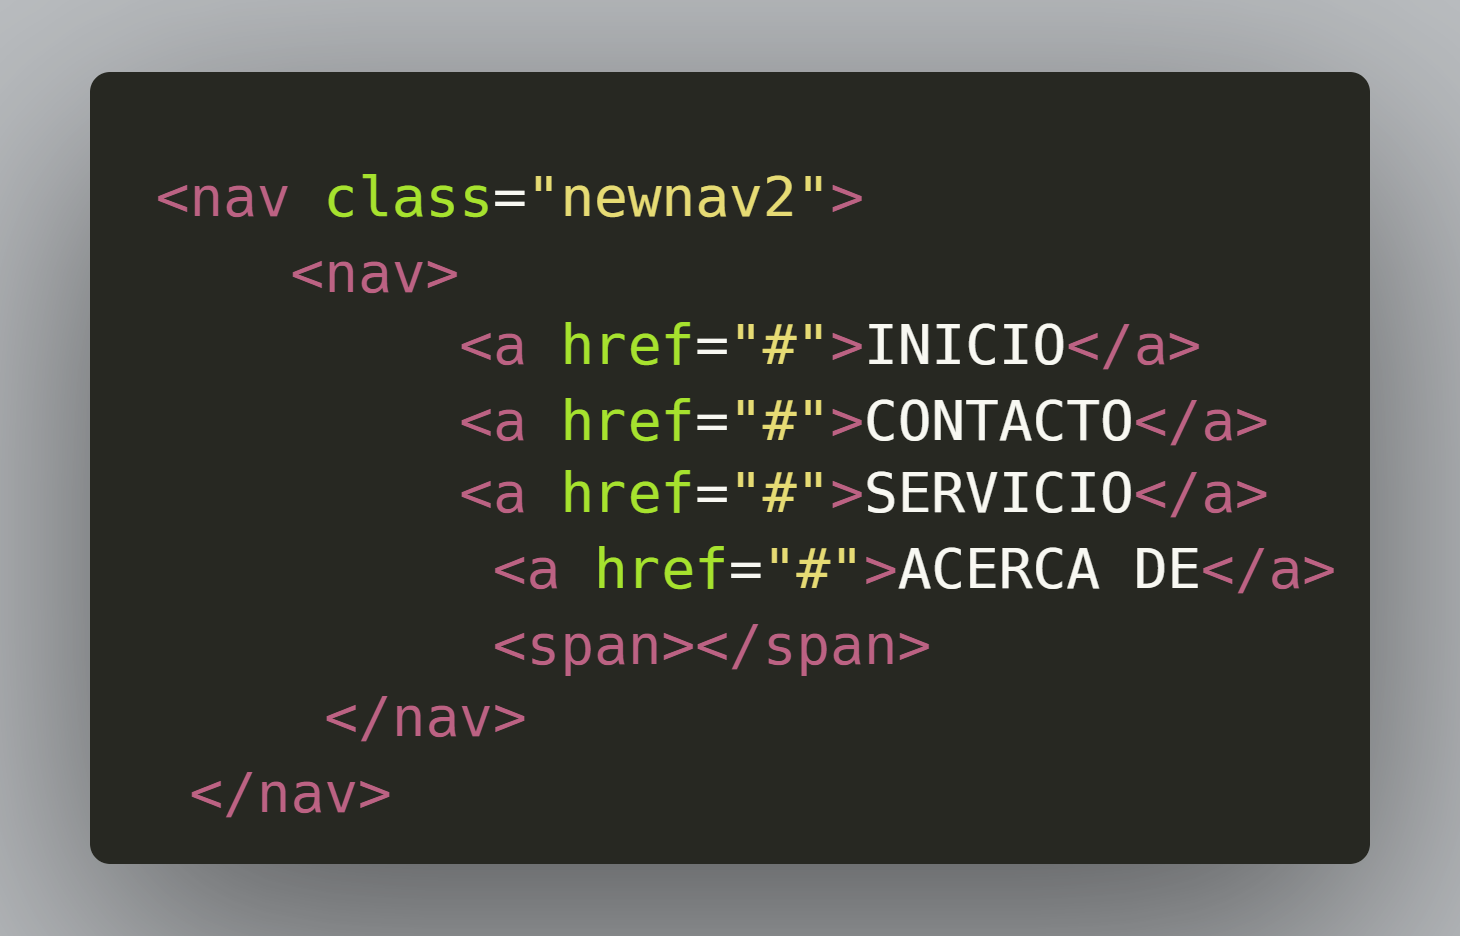 <nav class="newnav2">
    <nav>
         <a href="#">INICIO</a>
         <a href="#">CONTACTO</a>
         <a href="#">SERVICIO</a>
          <a href="#">ACERCA DE</a>
          <span></span>
     </nav>
 </nav>